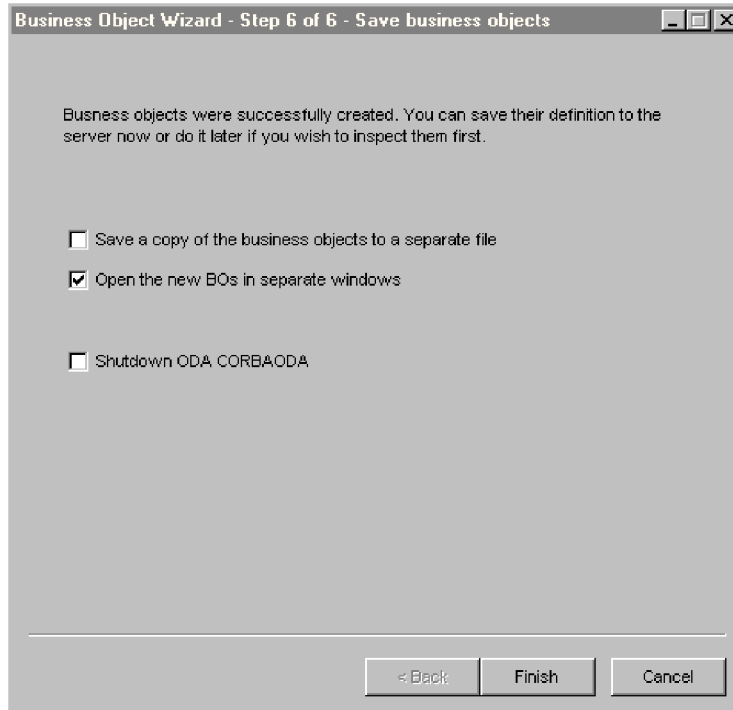 Business Object Wizard - Step 6 of 6 - Save business objects
Busness objects were successfully created. You can save their definition to the
server now or do it later if you wish to inspect them first.
Save a copy of the business objects to a separate file
Open the new BOs in separate windows
Shutdown ODA CORBAODA
< Back
Finish
Cancel